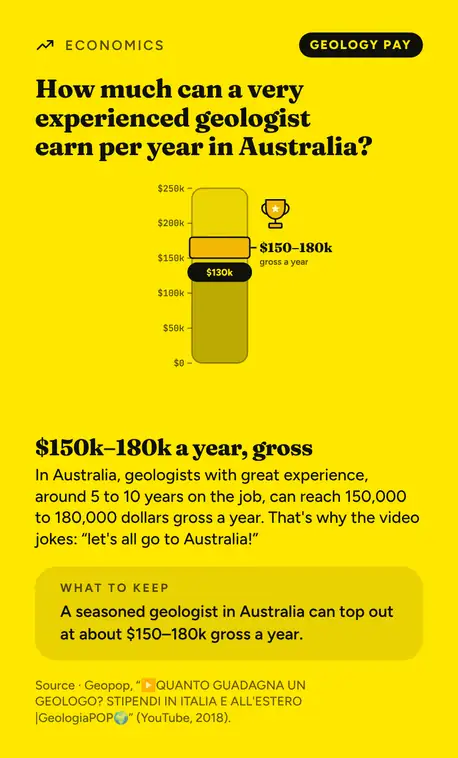 ECONOMICS
GEOLOGY PAY
How much can a very
experienced geologist
earn per year in Australia?
$250k
$200k
$150–180k
$150k
gross a year
$130k
$100k
$50k
$0
$150k–180k a year, gross
In Australia, geologists with great experience,
around 5 to 10 years on the job, can reach 150,000
to 180,000 dollars gross a year. That's why the video
jokes: “let's all go to Australia!”
WHAT TO KEEP
A seasoned geologist in Australia can top out
at about $150–180k gross a year.
Source · Geopop, “▶️QUANTO GUADAGNA UN
GEOLOGO? STIPENDI IN ITALIA E ALL'ESTERO
|GeologiaPOP🌍” (YouTube, 2018).